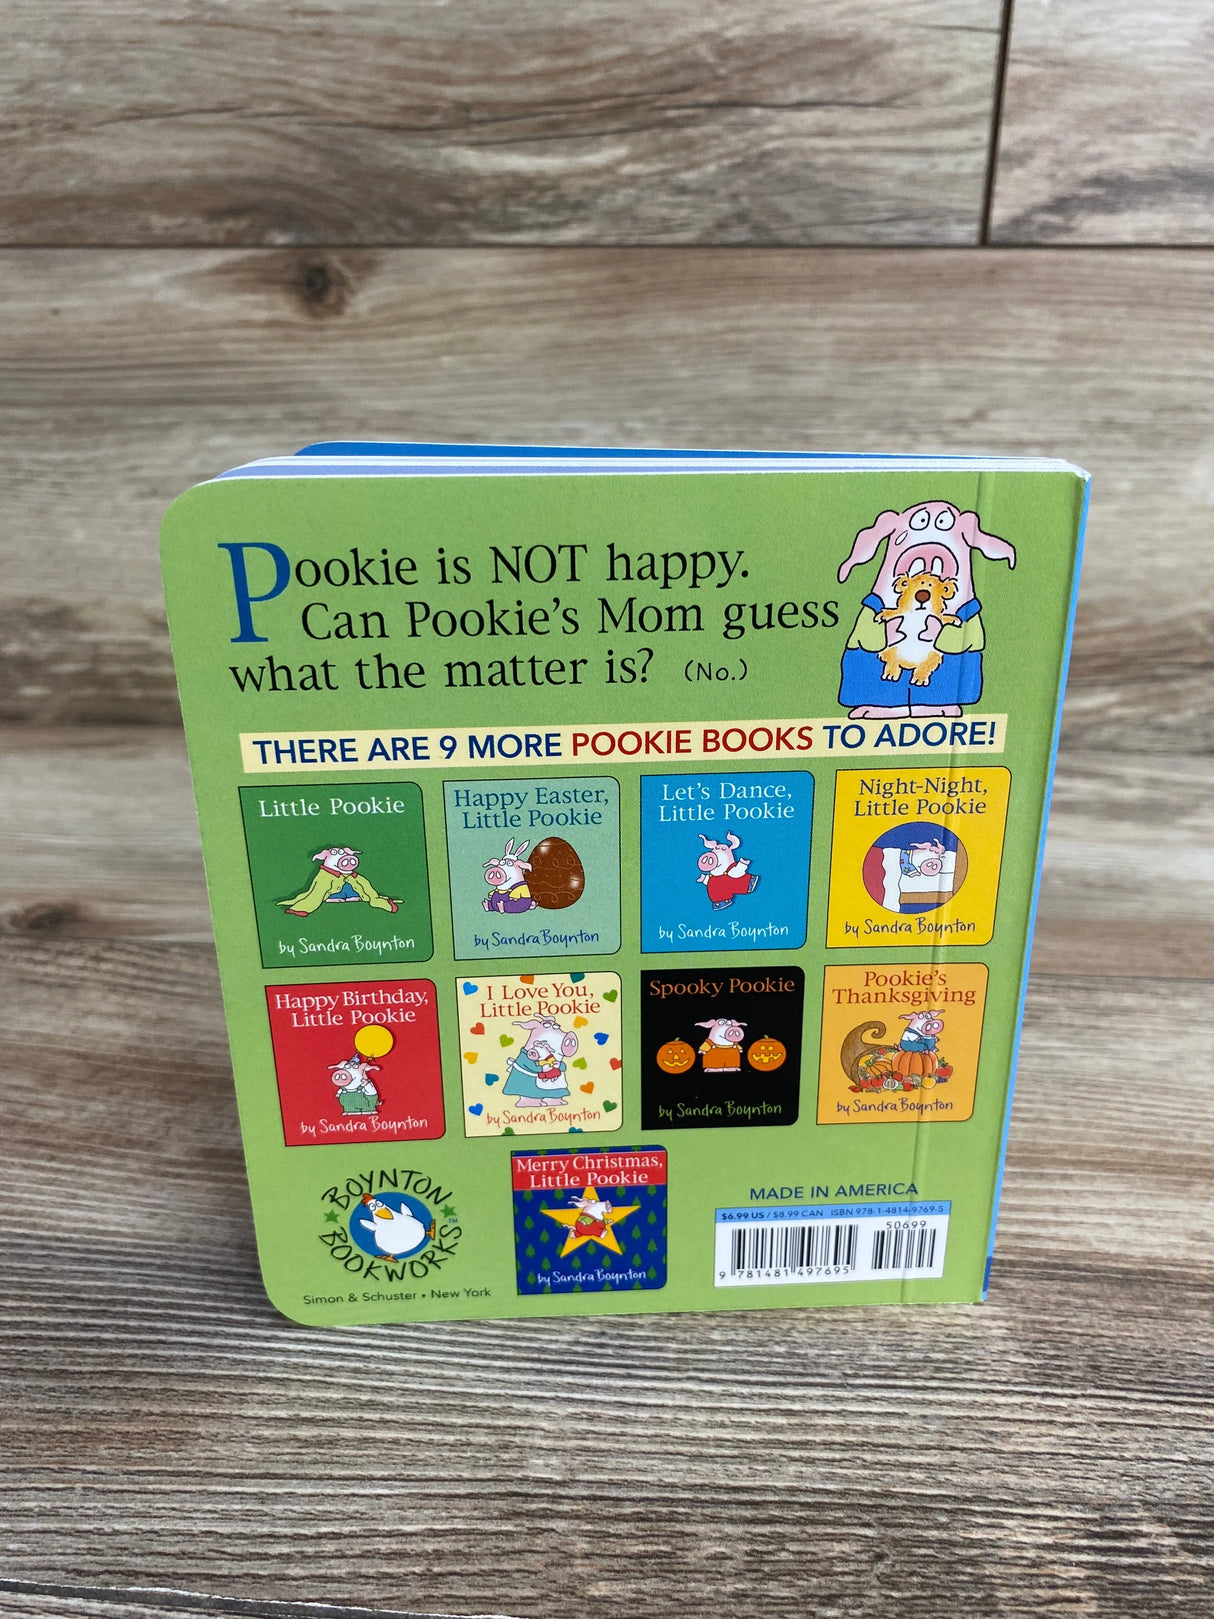 Pookie is NOT happy.
Can Pookie's Mom guess
what the matter is? (No.)
THERE ARE 9 MORE POOKIE BOOKS TO ADORE!
Little Pookie
by Sandra Boynton
Happy Easter,
Little Pookie
by Sandra Boynton
Let's Dance,
Little Pookie
by Sandra Boynton
Night-Night,
Little Pookie
by Sandra Boynton
Happy Birthday,
Little Pookie
by Sandra Boynton
I Love You,
Little Pookie
by Sandra Boynton
Spooky Pookie
by Sandra Boynton
Pookie's
Thanksgiving
by Sandra Boynton
BOYNTON
BOOKWORKS™
Simon & Schuster • New York
Merry Christmas,
Little Pookie
by Sandra Boynton
MADE IN AMERICA
$6.99 US / $8.99 CAN ISBN 978-1-4814-9769-5
50699
9 781481 497695